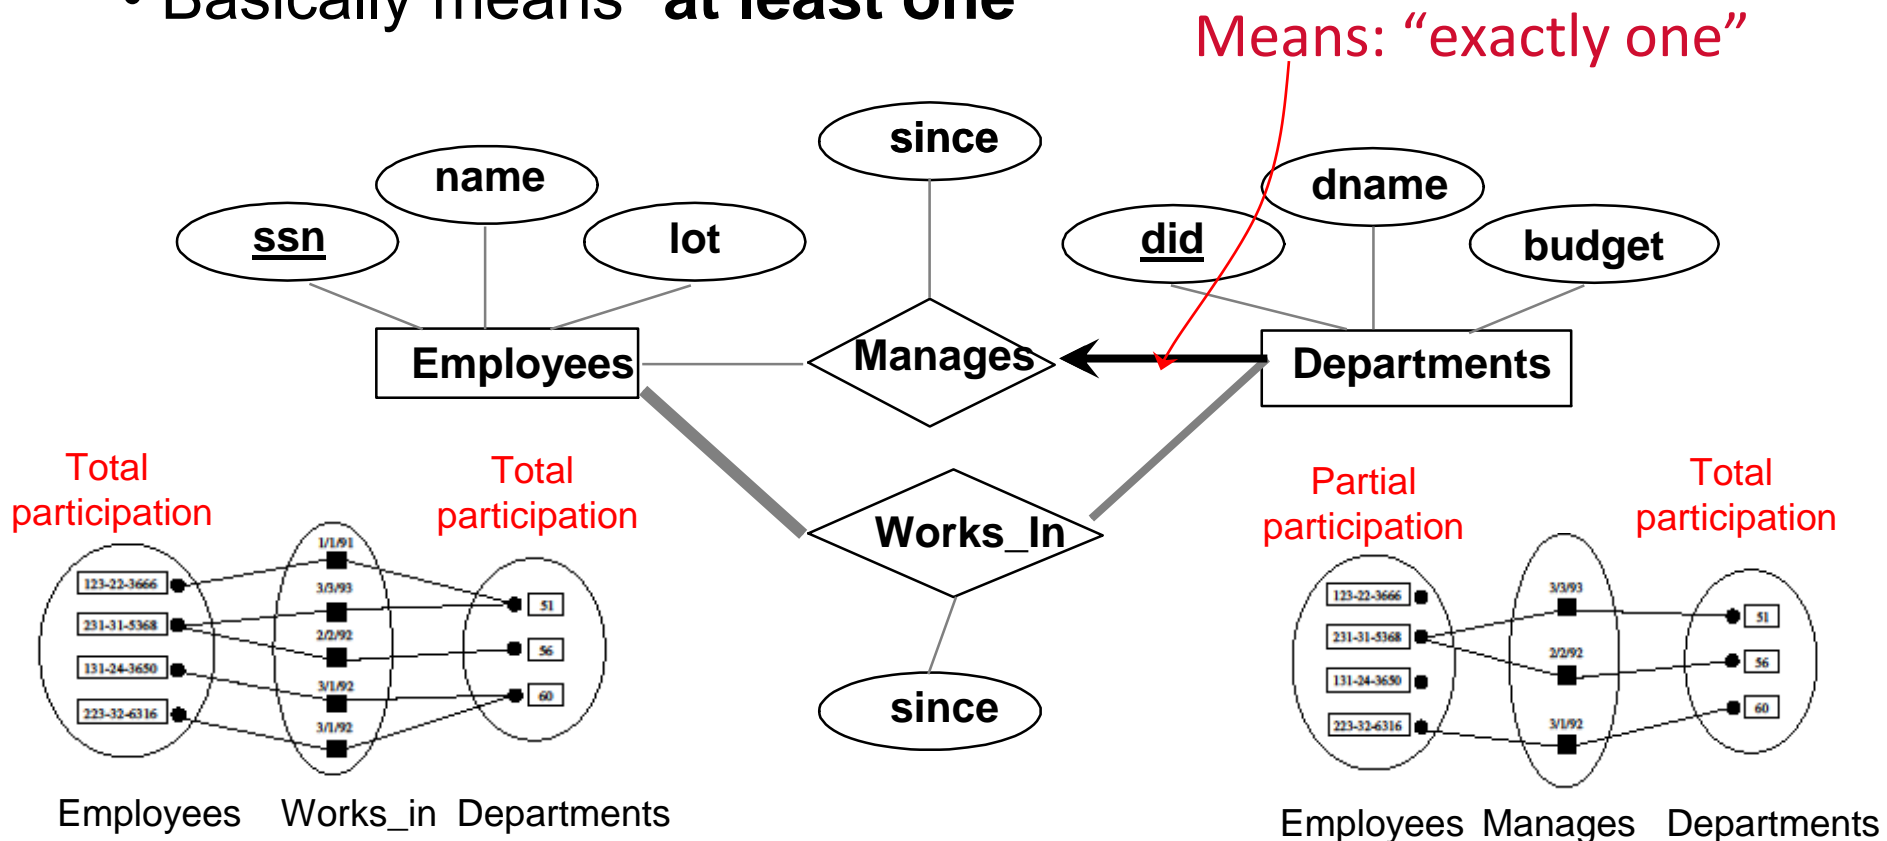 • Basically means "at least one"
Means: “exactly one”
since
name
dname
ssn
lot
did
budget
Employees
Manages
Departments
Total
participation
Total
participation
Partial
participation
Total
participation
Works_In
1/1/91
3/3/93
2/2/92
3/1/92
3/1/92
123-22-3666
231-31-5368
131-24-3650
223-32-6316
51
56
60
since
123-22-3666
231-31-5368
131-24-3650
223-32-6316
3/3/93
2/2/92
3/1/92
51
56
60
Employees Works_in Departments
Employees Manages Departments